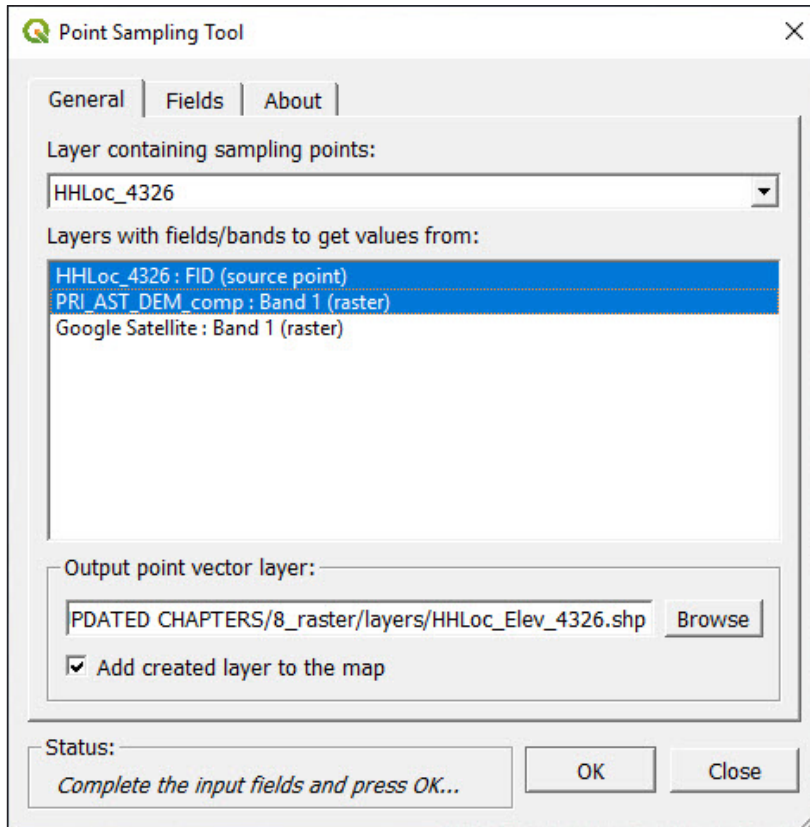 Point Sampling Tool
General
Fields
About
Layer containing sampling points:
HHLoc_4326
Layers with fields/bands to get values from:
HHLoc_4326 : FID (source point)
PRI_AST_DEM_comp : Band 1 (raster)
Google Satellite : Band 1 (raster)
Output point vector layer:
PDATED CHAPTERS/8_raster/layers/HHLoc_Elev_4326.shp
Browse
Add created layer to the map
Status:
Complete the input fields and press OK...
OK
Close